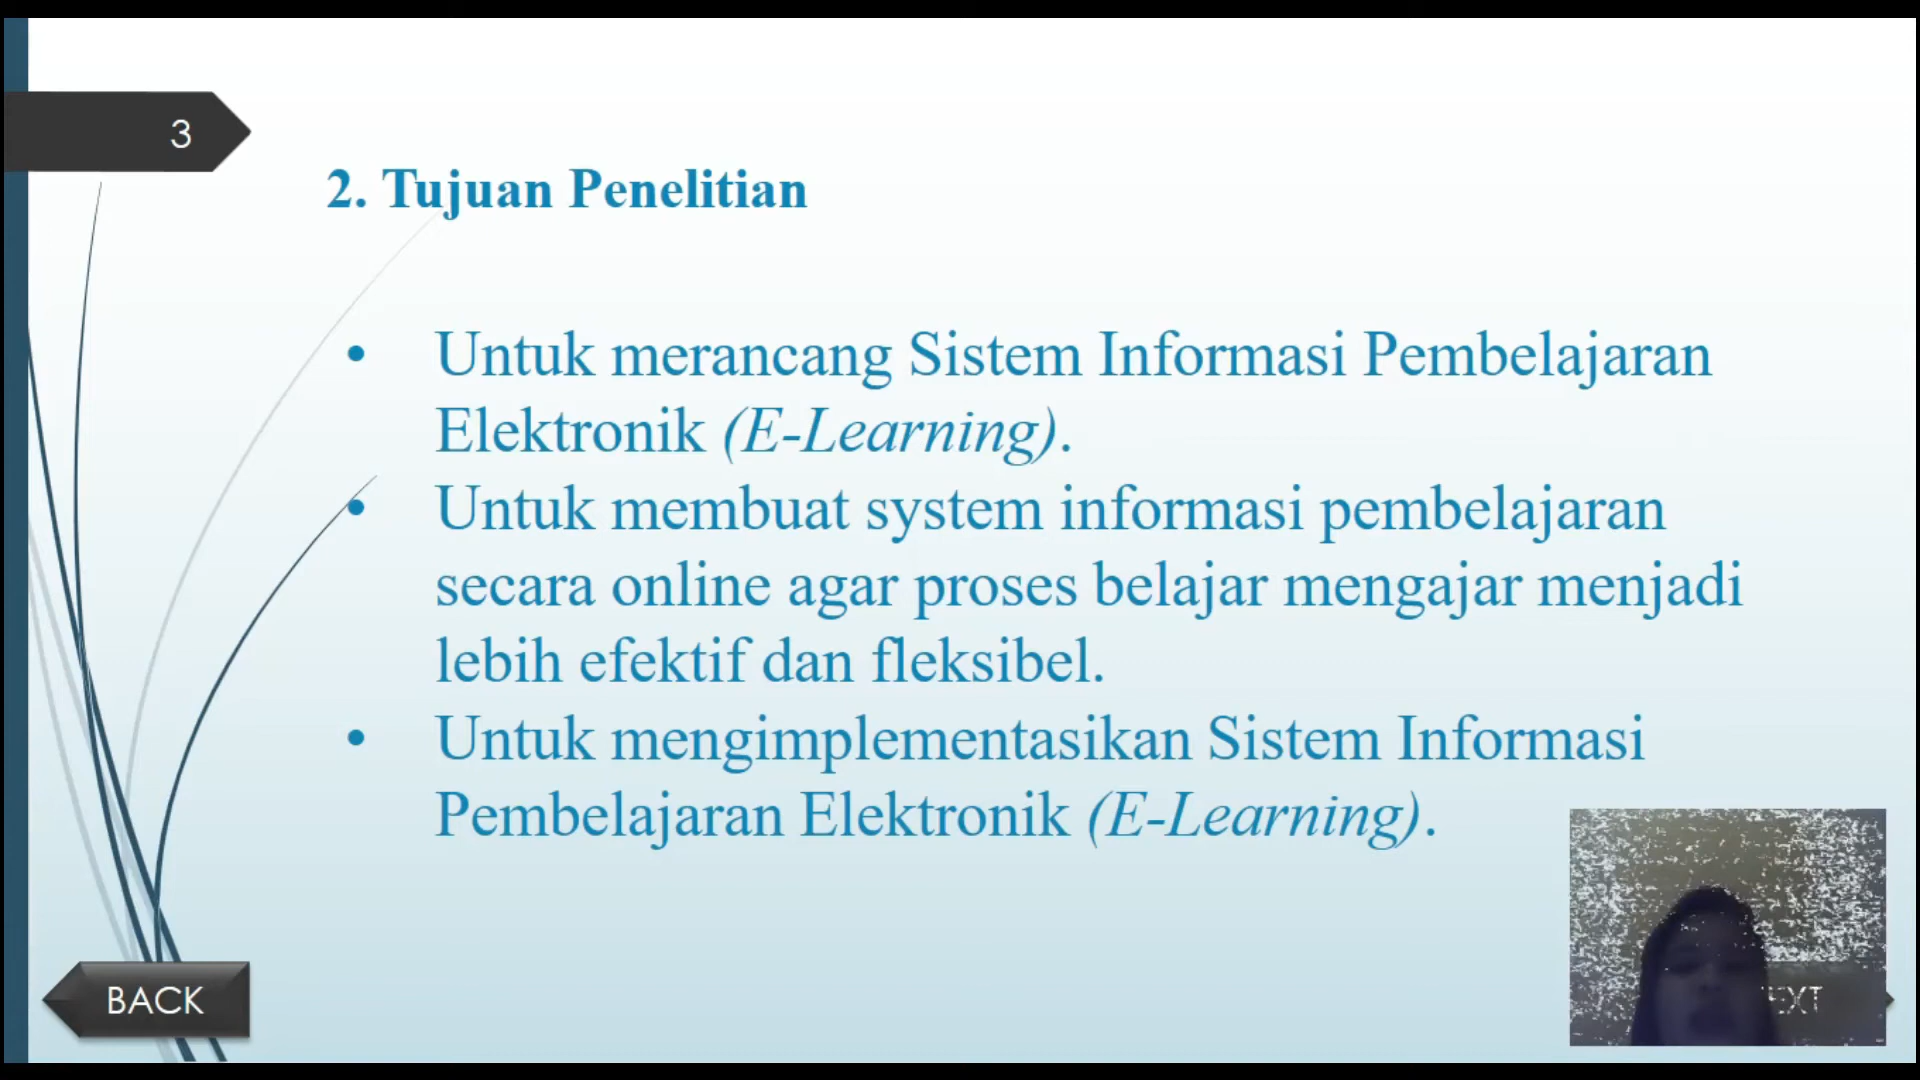 3
2. Tujuan Penelitian
• Untuk merancang Sistem Informasi Pembelajaran
Elektronik (E-Learning).
• Untuk membuat system informasi pembelajaran
secara online agar proses belajar mengajar menjadi
lebih efektif dan fleksibel.
• Untuk mengimplementasikan Sistem Informasi
Pembelajaran Elektronik (E-Learning).
BACK